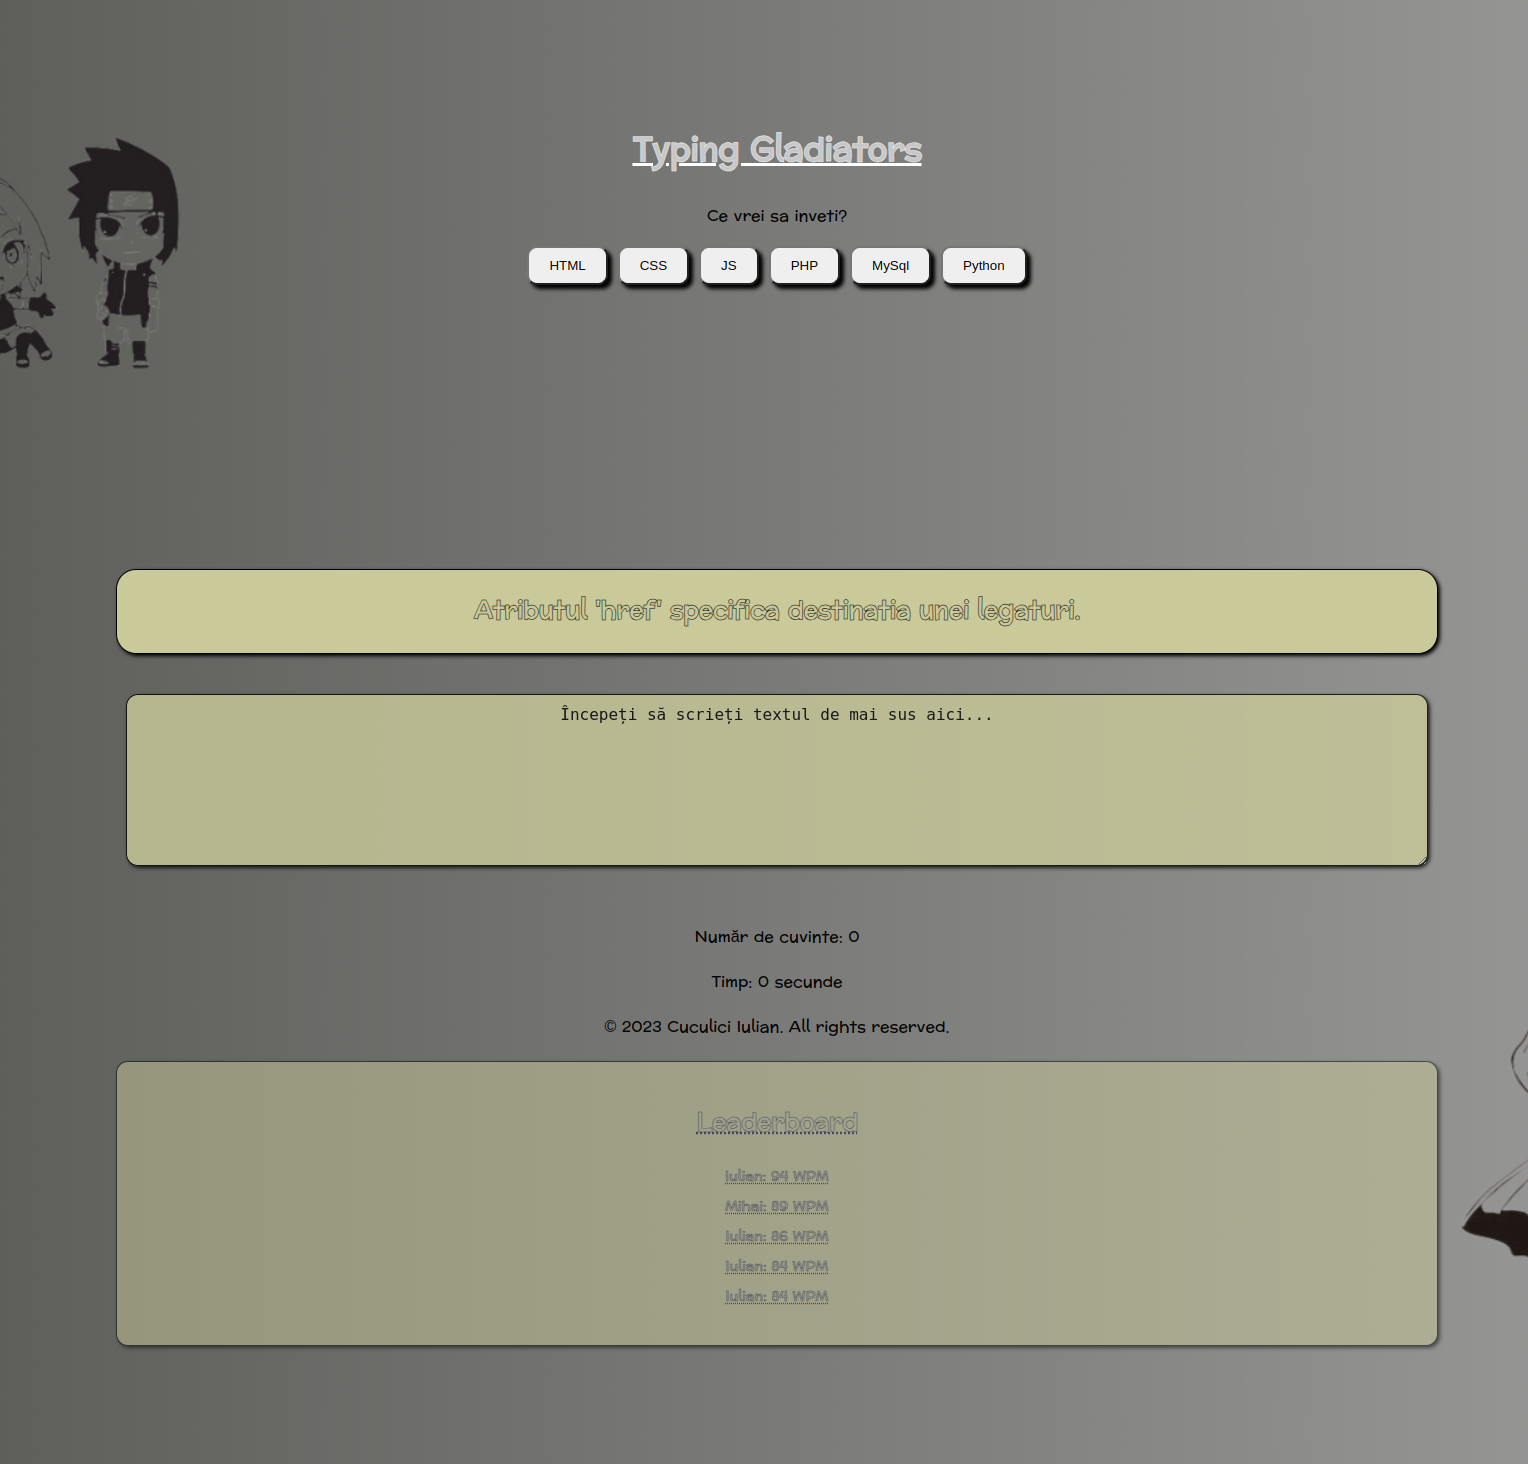 Typing Gladiators
Ce vrei sa inveti?
HTML CSS JS PHP MySql Python
Atributul 'href' specifica destinatia unei legaturi.
Începeți să scrieți textul de mai sus aici...
Număr de cuvinte: 0
Timp: 0 secunde
© 2023 Cuculici Iulian. All rights reserved.
Leaderboard
Iulian: 94 WPM
Mihai: 89 WPM
Iulian: 86 WPM
Iulian: 84 WPM
Iulian: 84 WPM